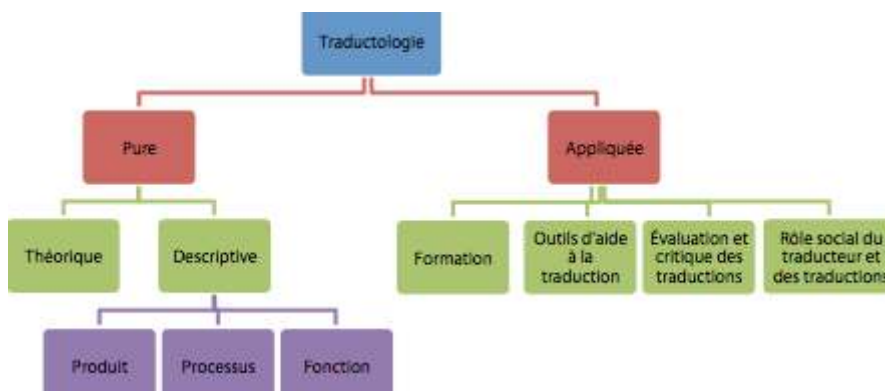 Traductologie
Pure
Appliquée
Théorique
Descriptive
Formation
Outils d'aide
à la
traduction
Évaluation et
critique des
traductions
Rôle social du
traducteur et
des traductions
Produit
Processus
Fonction